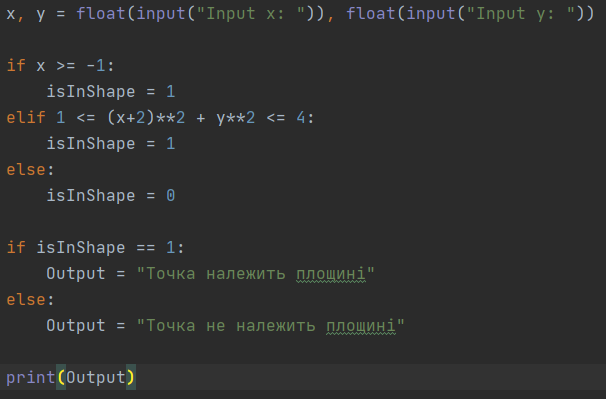 x, y = float(input("Input x: ")), float(input("Input y: "))
if x >= -1:
    isInShape = 1
elif 1 <= (x+2)**2 + y**2 <= 4:
    isInShape = 1
else:
    isInShape = 0
if isInShape == 1:
    Output = "Точка належить площині"
else:
    Output = "Точка не належить площині"
print(Output)